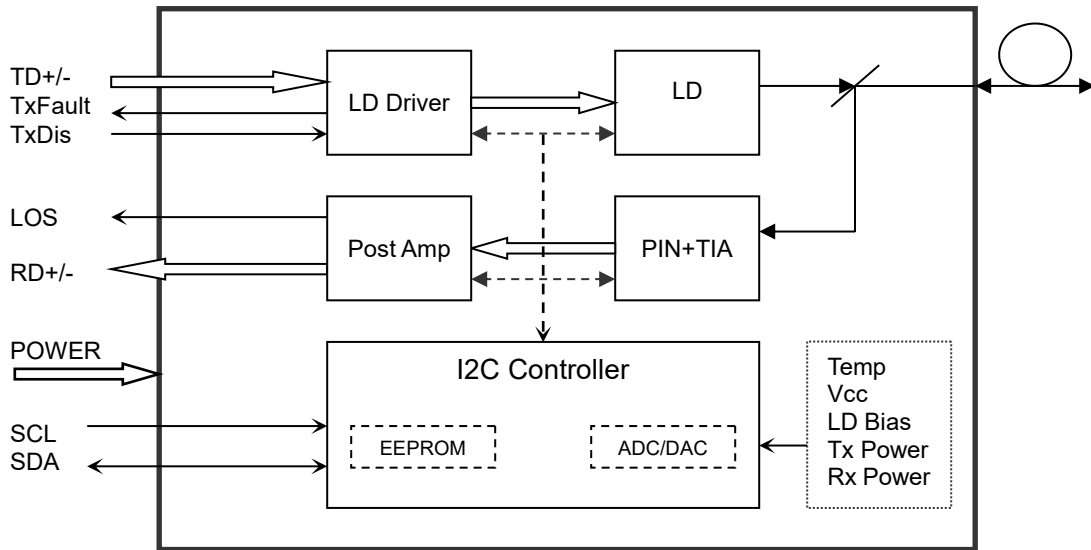 TD+/-
TxFault
TxDis
LD Driver
LD
LOS
RD+/-
Post Amp
PIN+TIA
POWER
SCL
SDA
I2C Controller
EEPROM
ADC/DAC
Temp
Vcc
LD Bias
Tx Power
Rx Power